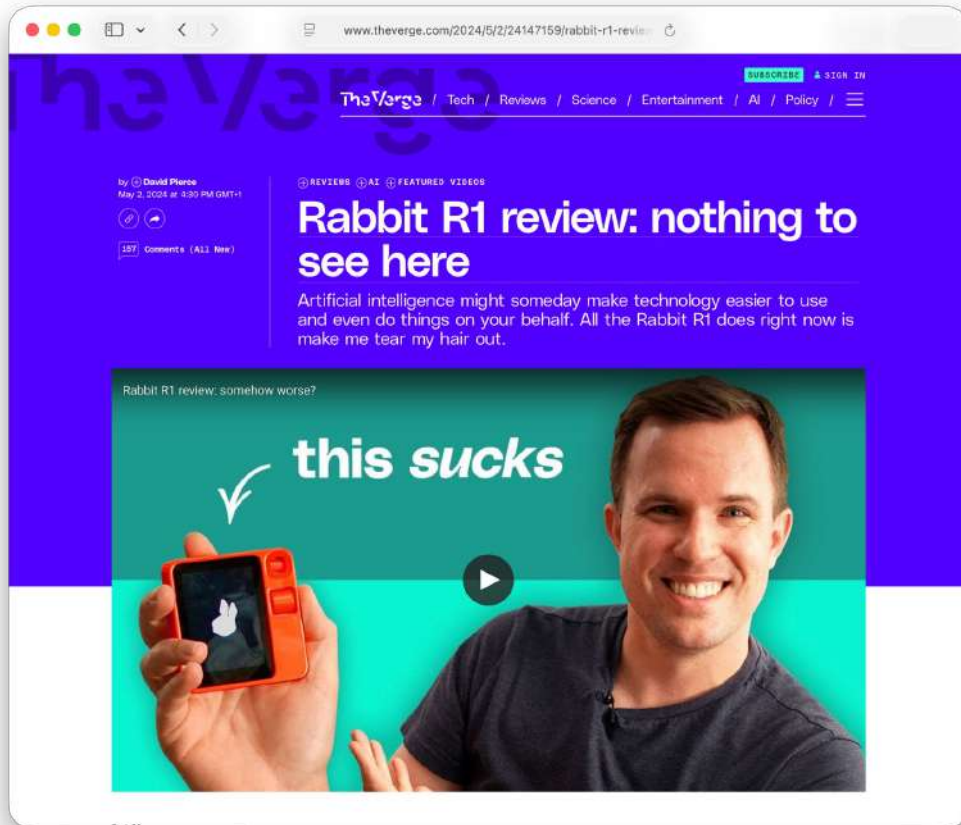 www.theverge.com/2024/5/2/24147159/rabbit-r1-review
The Verge
SUBSCRIBE SIGN IN
The Verge / Tech / Reviews / Science / Entertainment / AI / Policy /
by David Pierce
May 2, 2024 at 4:30 PM GMT+1
187 Comments (All New)
REVIEWS AI FEATURED VIDEOS
Rabbit R1 review: nothing to
see here
Artificial intelligence might someday make technology easier to use
and even do things on your behalf. All the Rabbit R1 does right now is
make me tear my hair out.
Rabbit R1 review: somehow worse?
this sucks